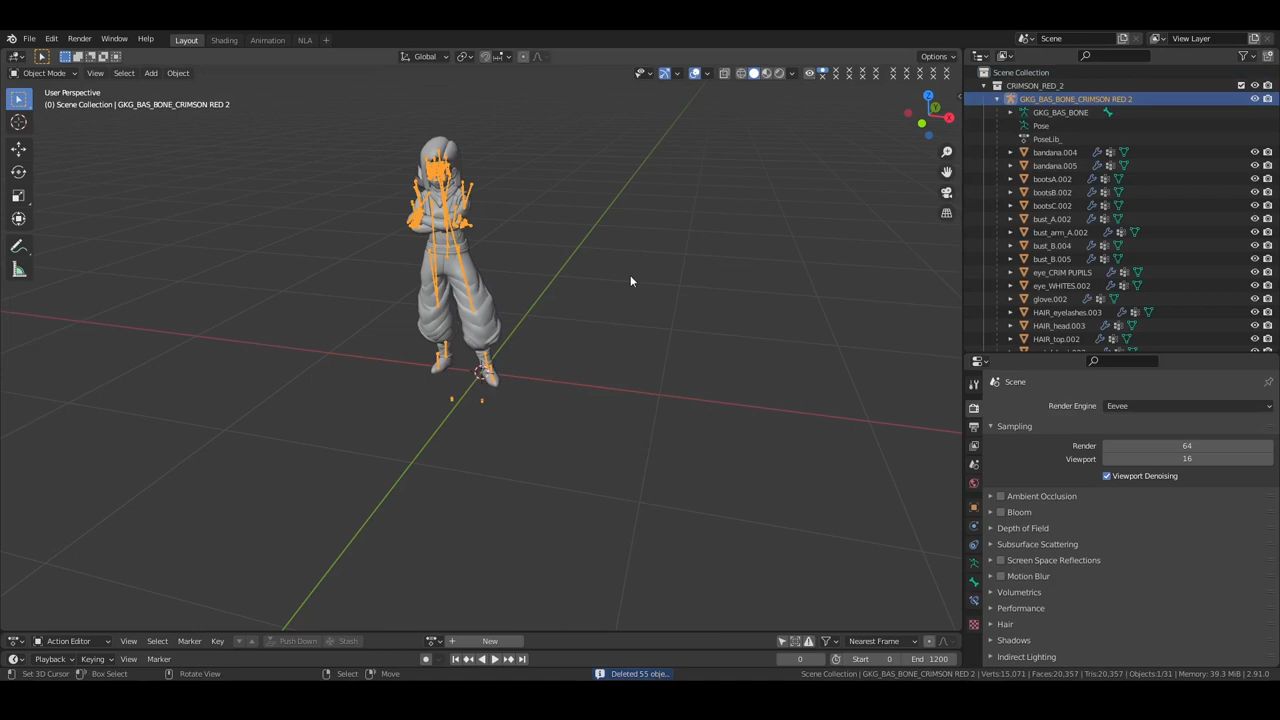 File Edit Render Window Help Layout Shading Animation NLA + Scene View Layer
Global Options
Object Mode View Select Add Object
User Perspective
(0) Scene Collection | GKG_BAS_BONE_CRIMSON RED 2
X
Y
Z
Scene Collection
CRIMSON_RED_2
GKG_BAS_BONE_CRIMSON RED 2
GKG_BAS_BONE
Pose
PoseLib_
bandana.004
bandana.005
bootsA.002
bootsB.002
bootsC.002
bust_A.002
bust_arm_A.002
bust_B.004
bust_B.005
eye_CRIM PUPILS
eye_WHITES.002
glove.002
HAIR_eyelashes.003
HAIR_head.003
HAIR_top.002
Scene
Render Engine Eevee
Sampling
Render 64
Viewport 16
Viewport Denoising
Ambient Occlusion
Bloom
Depth of Field
Subsurface Scattering
Screen Space Reflections
Motion Blur
Volumetrics
Performance
Hair
Shadows
Indirect Lighting
Action Editor View Select Marker Key Push Down Stash + New Nearest Frame
Playback Keying View Marker 0 Start 0 End 1200
Set 3D Cursor Box Select Rotate View Select Move Deleted 55 obje.. Scene Collection | GKG_BAS_BONE_CRIMSON RED 2 | Verts:15,071 | Faces:20,357 | Tris:20,357 | Objects:1/31 | Memory: 39.3 MiB | 2.91.0